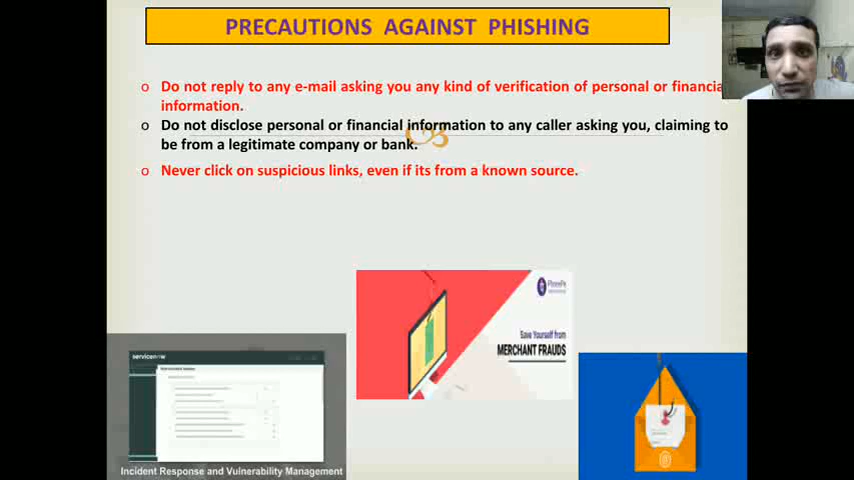 PRECAUTIONS AGAINST PHISHING
o Do not reply to any e-mail asking you any kind of verification of personal or financia
information.
o Do not disclose personal or financial information to any caller asking you, claiming to
be from a legitimate company or bank.
o Never click on suspicious links, even if its from a known source.
PhonePe
Save Yourself from
MERCHANT FRAUDS
servicenow
Incident Response and Vulnerability Management